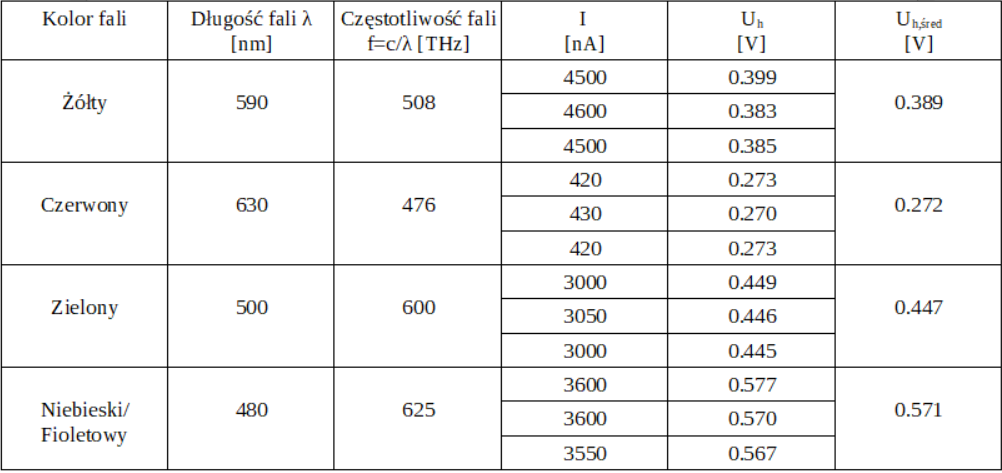 Kolor fali Długość fali λ Częstotliwość fali I Uh Uh,śred
[nm] f=c/λ [THz] [nA] [V] [V]
4500 0.399
Żółty 590 508 4600 0.383 0.389
4500 0.385
420 0.273
Czerwony 630 476 430 0.270 0.272
420 0.273
3000 0.449
Zielony 500 600 3050 0.446 0.447
3000 0.445
3600 0.577
Niebieski/ 480 625 3600 0.570 0.571
Fioletowy
3550 0.567